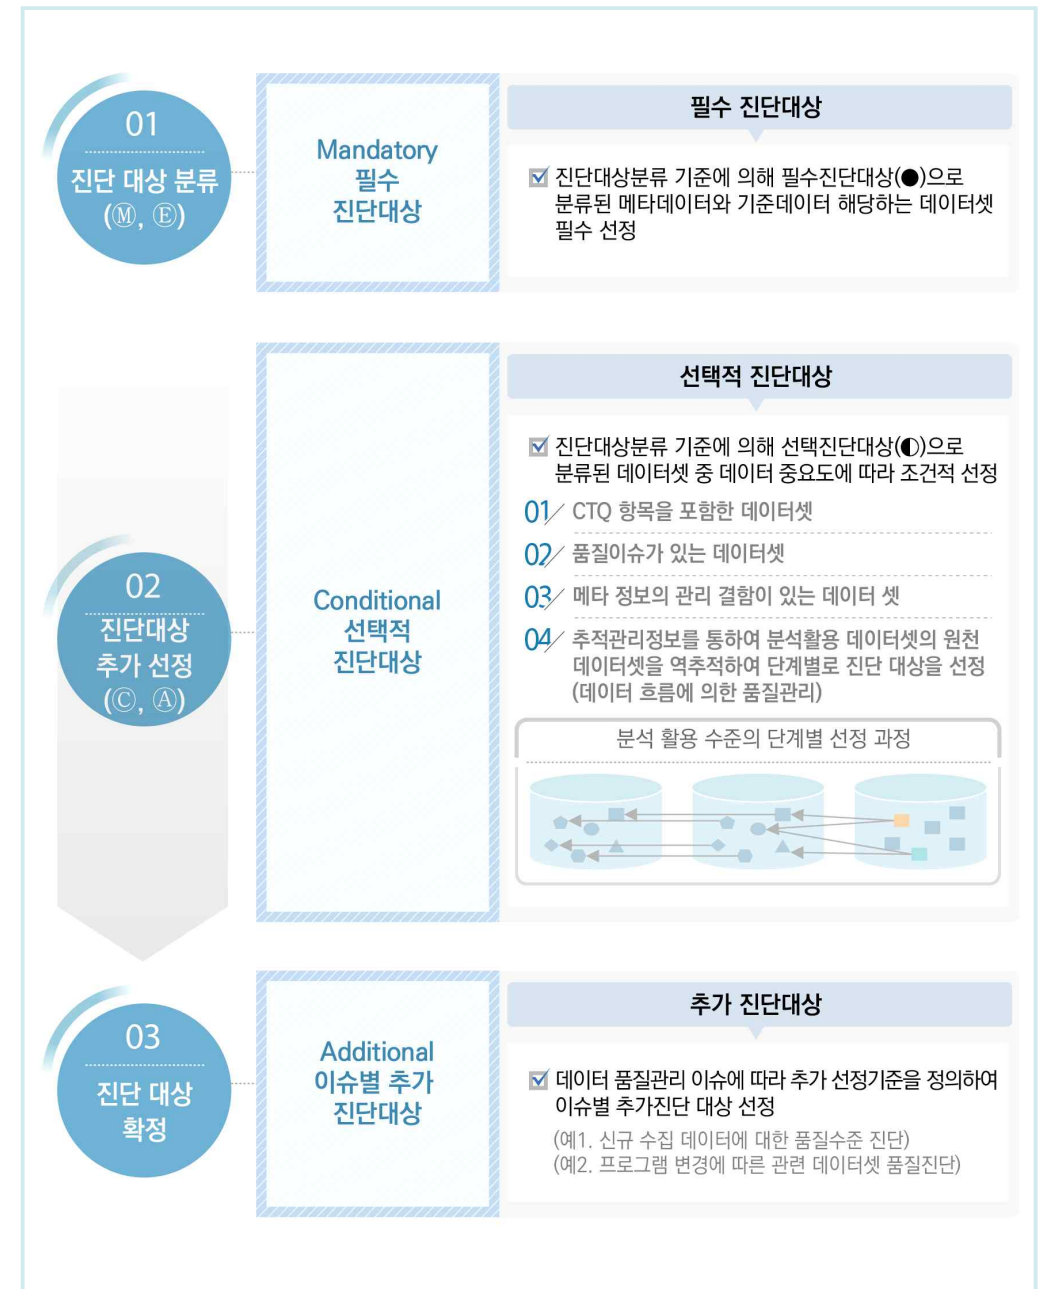 01
진단 대상 분류
(Ⓜ, Ⓔ)
Mandatory
필수
진단대상
필수 진단대상
진단대상분류 기준에 의해 필수진단대상(●)으로
분류된 메타데이터와 기준데이터 해당하는 데이터셋
필수 선정
02
진단대상
추가 선정
(Ⓒ, Ⓐ)
Conditional
선택적
진단대상
선택적 진단대상
진단대상분류 기준에 의해 선택진단대상(◐)으로
분류된 데이터셋 중 데이터 중요도에 따라 조건적 선정
01/ CTQ 항목을 포함한 데이터셋
02/ 품질이슈가 있는 데이터셋
03/ 메타 정보의 관리 결함이 있는 데이터 셋
04/ 추적관리정보를 통하여 분석활용 데이터셋의 원천
데이터셋을 역추적하여 단계별로 진단 대상을 선정
(데이터 흐름에 의한 품질관리)
분석 활용 수준의 단계별 선정 과정
03
진단 대상
확정
Additional
이슈별 추가
진단대상
추가 진단대상
데이터 품질관리 이슈에 따라 추가 선정기준을 정의하여
이슈별 추가진단 대상 선정
(예1. 신규 수집 데이터에 대한 품질수준 진단)
(예2. 프로그램 변경에 따른 관련 데이터셋 품질진단)